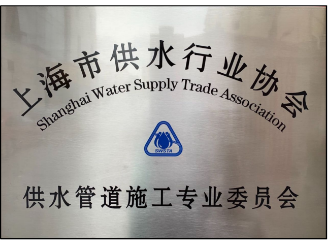 上海市供水行业协会
Shanghai Water Supply Trade Association
供水管道施工专业委员会